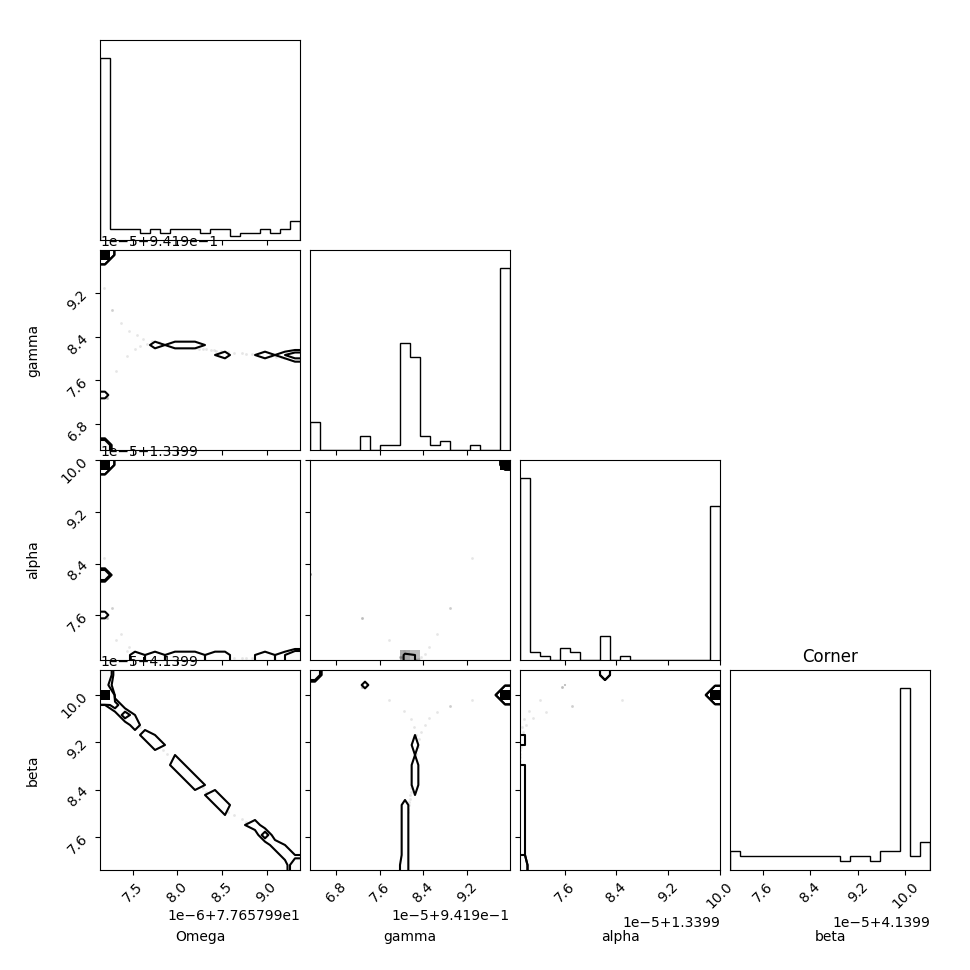 1e−5+9.419e−1
9.2
8.4
7.6
6.8
gamma
1e−5+1.3399
10.0
9.2
8.4
7.6
alpha
1e−5+4.1399
Corner
10.0
9.2
8.4
7.6
beta
7.5 8.0 8.5 9.0
6.8 7.6 8.4 9.2
7.6 8.4 9.2 10.0
7.6 8.4 9.2 10.0
1e−6+7.765799e1
1e−5+9.419e−1
1e−5+1.3399
1e−5+4.1399
Omega
gamma
alpha
beta